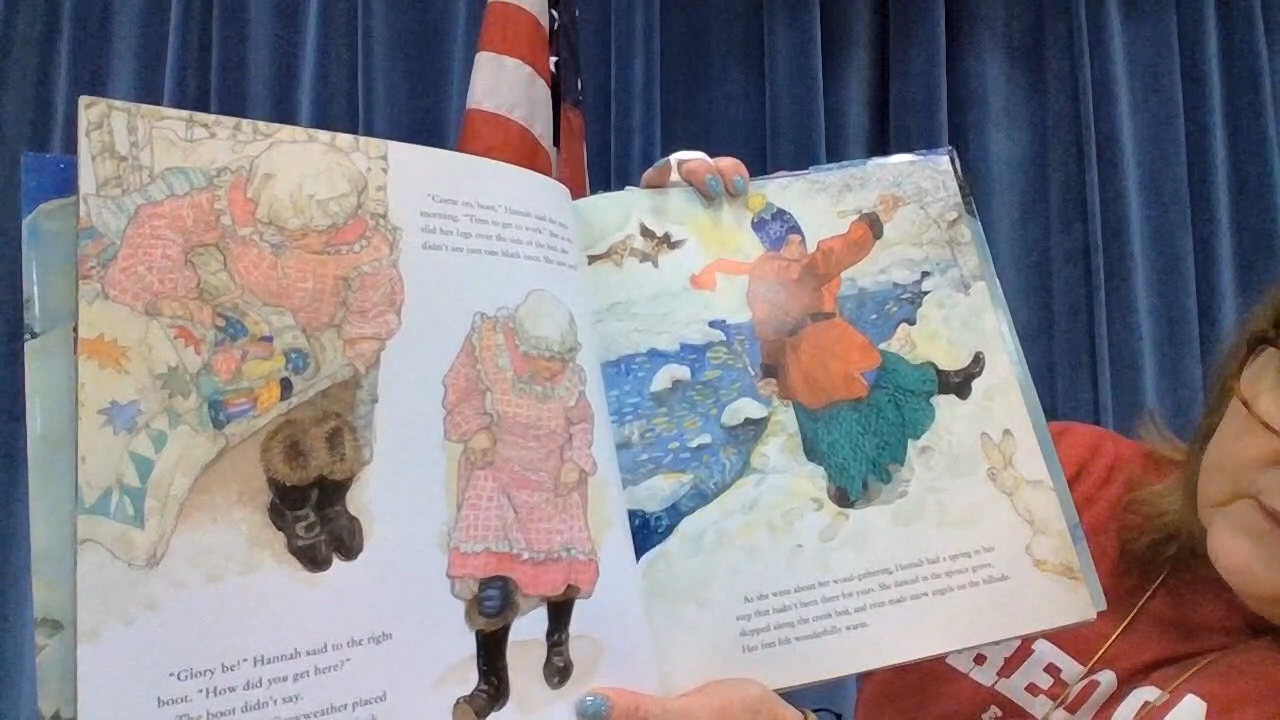 "Come on, boot," Hannah said the
morning. "Time to get to work." But
slid her legs over the side of the bed, she
didn't see just one black boot. She saw
"Glory be!" Hannah said to the right
boot. "How did you get here?"
The boot didn't say.
weather placed
As she went about her wood-gathering, Hannah had a spring in her
step that hadn't been there for years. She danced in the spruce grove,
skipped along the creek bed, and even made snow angels on the hillside.
Her feet felt wonderfully warm.